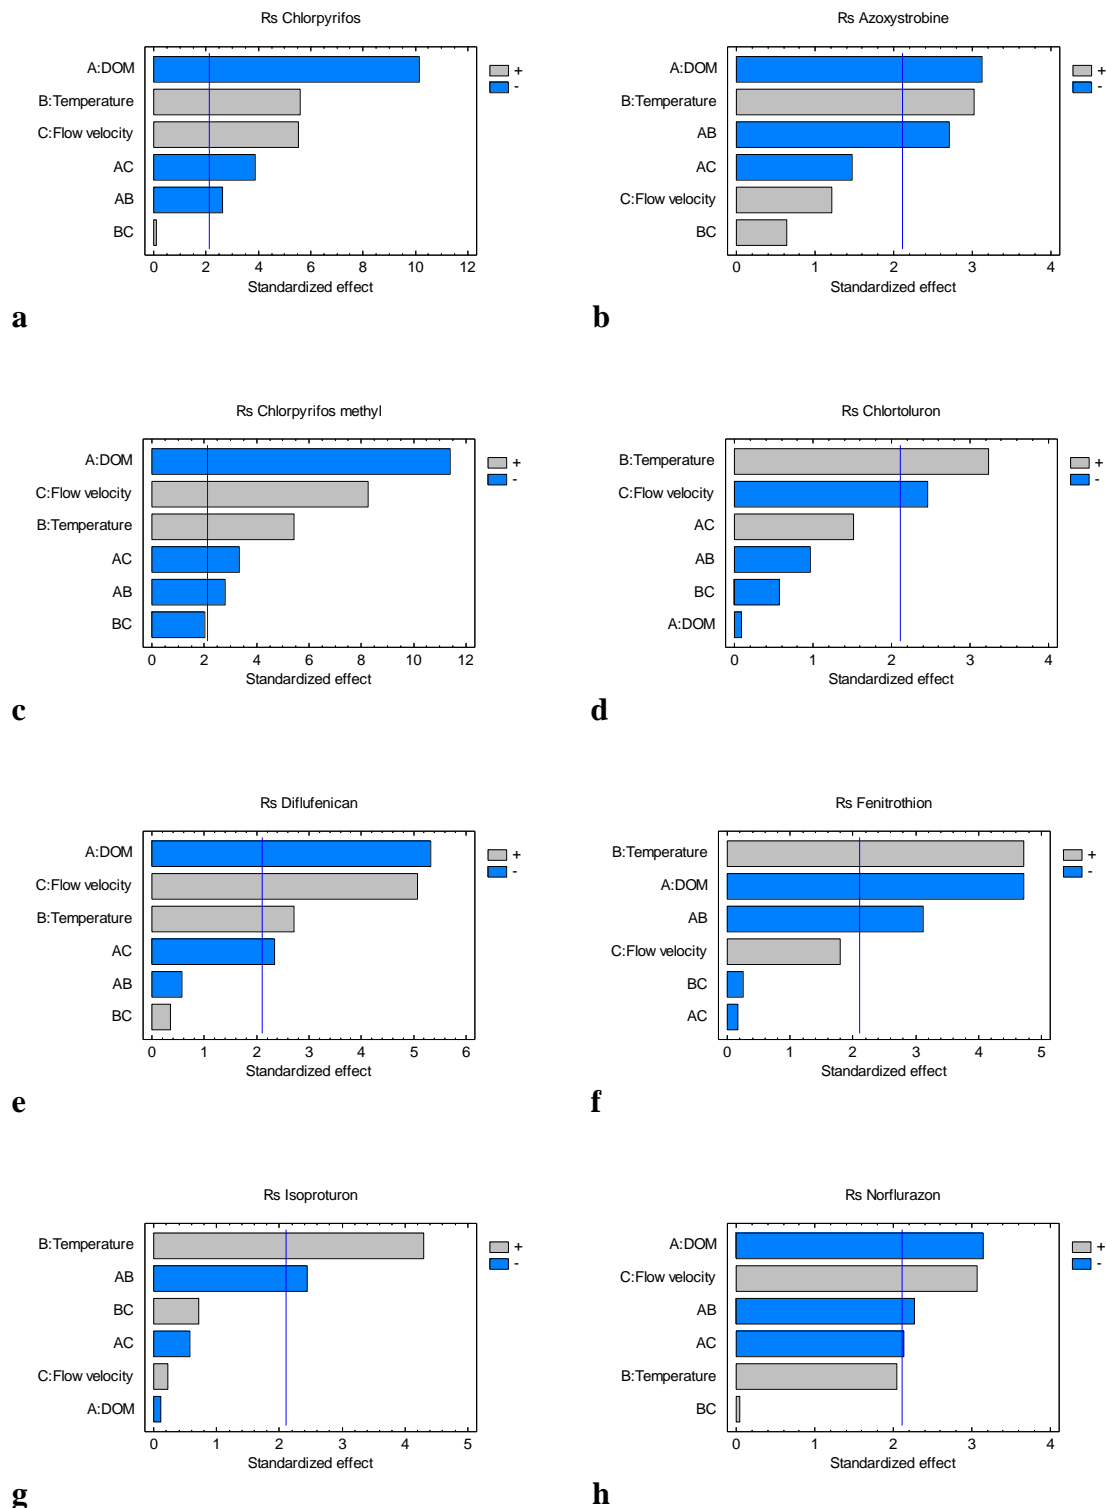 Rs Chlorpyrifos
A:DOM
B:Temperature
C:Flow velocity
AC
AB
BC
+
-
0 2 4 6 8 10 12
Standardized effect
a
Rs Azoxystrobine
A:DOM
B:Temperature
AB
AC
C:Flow velocity
BC
+
-
0 1 2 3 4
Standardized effect
b
Rs Chlorpyrifos methyl
A:DOM
C:Flow velocity
B:Temperature
AC
AB
BC
+
-
0 2 4 6 8 10 12
Standardized effect
c
Rs Chlortoluron
B:Temperature
C:Flow velocity
AC
AB
BC
A:DOM
+
-
0 1 2 3 4
Standardized effect
d
Rs Diflufenican
A:DOM
C:Flow velocity
B:Temperature
AC
AB
BC
+
-
0 1 2 3 4 5 6
Standardized effect
e
Rs Fenitrothion
B:Temperature
A:DOM
AB
C:Flow velocity
BC
AC
+
-
0 1 2 3 4 5
Standardized effect
f
Rs Isoproturon
B:Temperature
AB
BC
AC
C:Flow velocity
A:DOM
+
-
0 1 2 3 4 5
Standardized effect
g
Rs Norflurazon
A:DOM
C:Flow velocity
AB
AC
B:Temperature
BC
+
-
0 1 2 3 4
Standardized effect
h